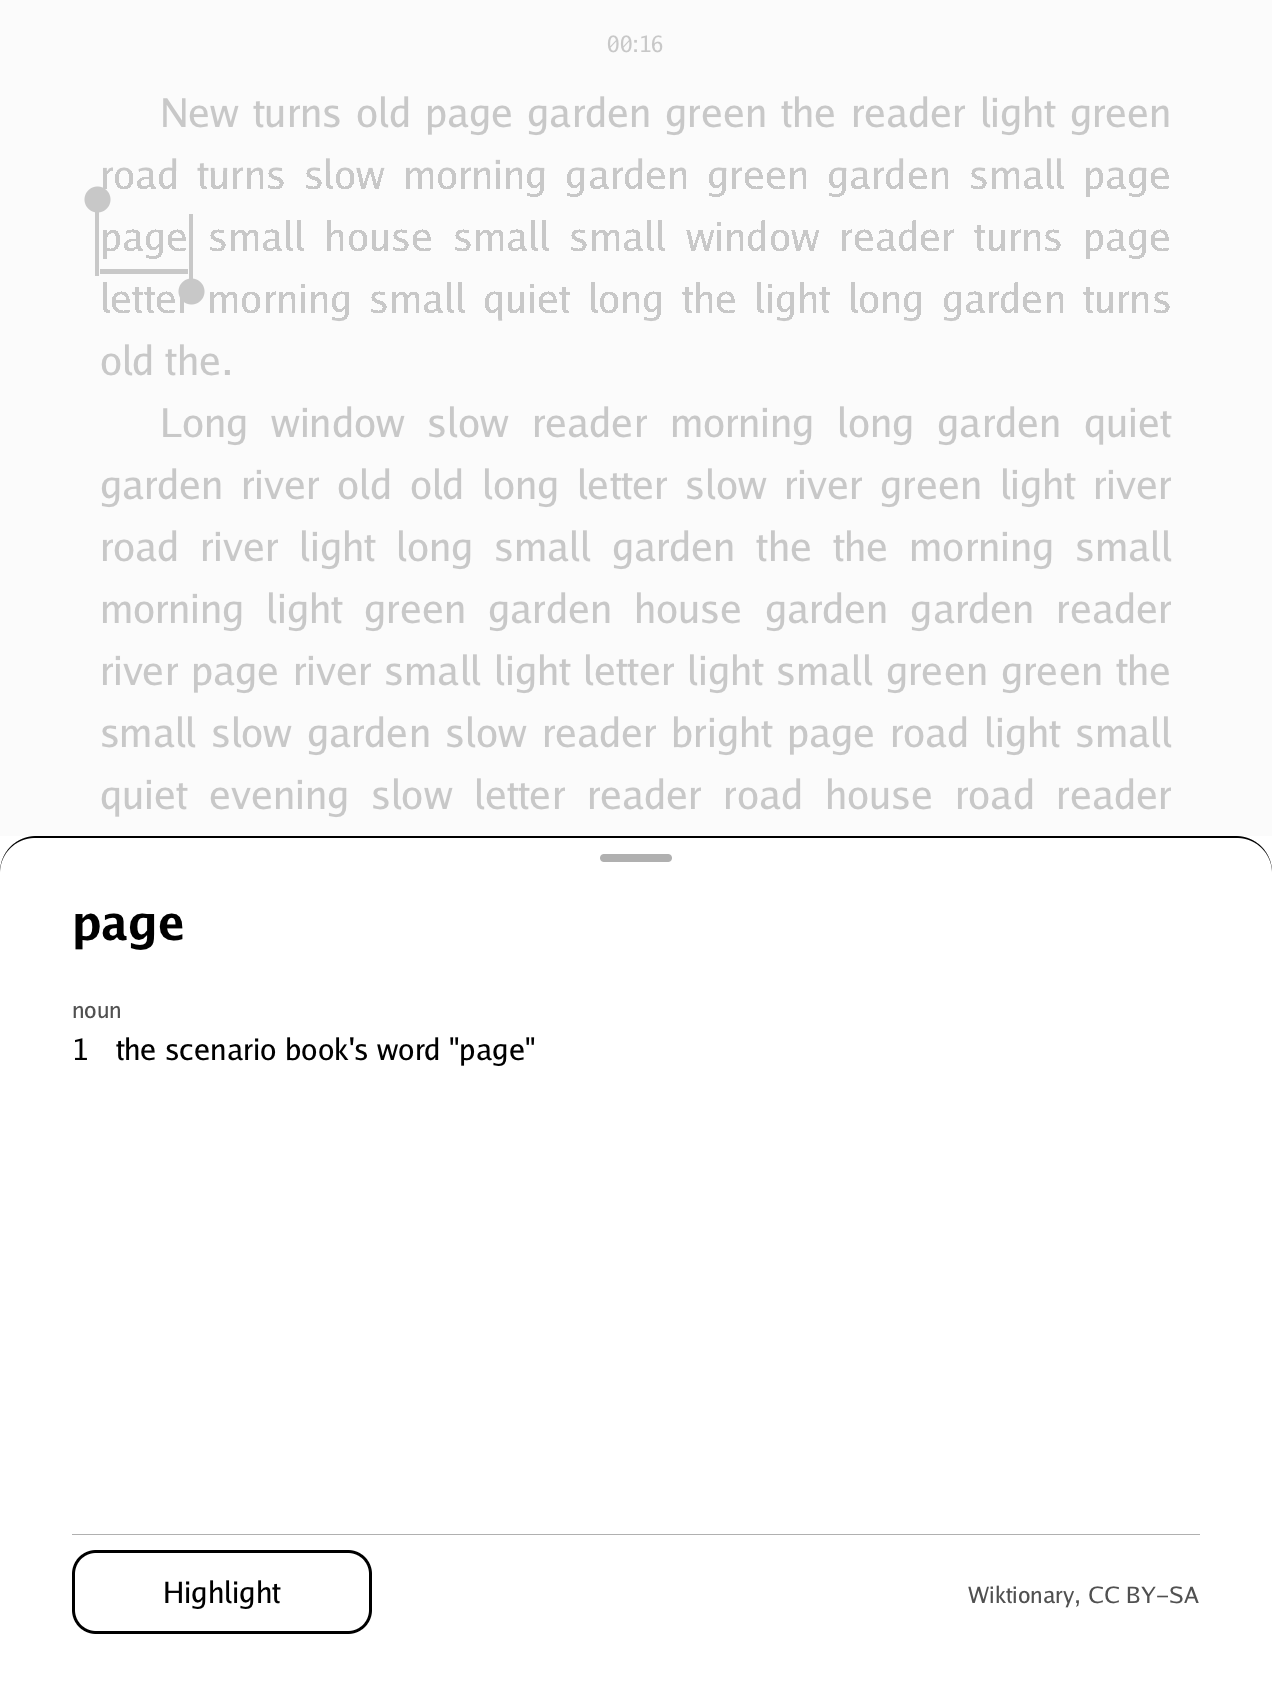 00:16
New turns old page garden green the reader light green
road turns slow morning garden green garden small page
page small house small small window reader turns page
letter morning small quiet long the light long garden turns
old the.
Long window slow reader morning long garden quiet
garden river old old long letter slow river green light river
road river light long small garden the the morning small
morning light green garden house garden garden reader
river page river small light letter light small green green the
small slow garden slow reader bright page road light small
quiet evening slow letter reader road house road reader
page
noun
1 the scenario book's word "page"
Highlight
Wiktionary, CC BY–SA